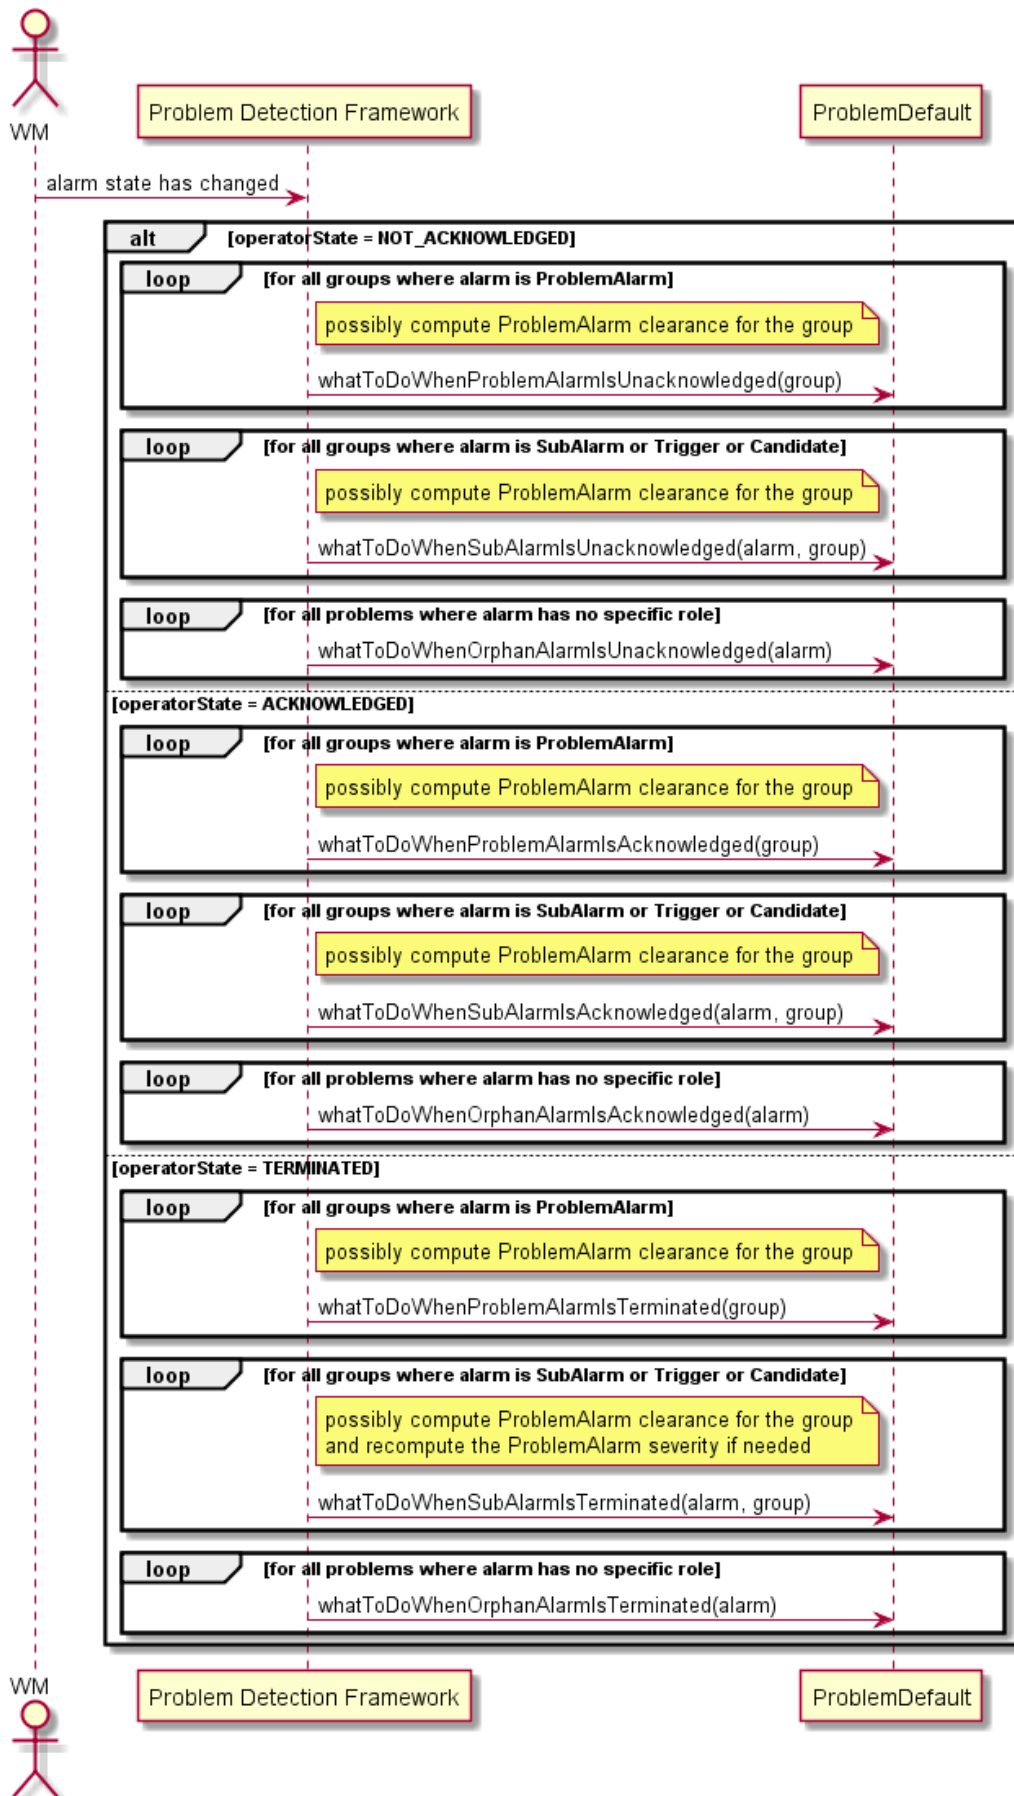 WM
Problem Detection Framework
ProblemDefault
alarm state has changed
alt [operatorState = NOT_ACKNOWLEDGED]
loop [for all groups where alarm is ProblemAlarm]
possibly compute ProblemAlarm clearance for the group
whatToDoWhenProblemAlarmIsUnacknowledged(group)
loop [for all groups where alarm is SubAlarm or Trigger or Candidate]
possibly compute ProblemAlarm clearance for the group
whatToDoWhenSubAlarmIsUnacknowledged(alarm, group)
loop [for all problems where alarm has no specific role]
whatToDoWhenOrphanAlarmIsUnacknowledged(alarm)
[operatorState = ACKNOWLEDGED]
loop [for all groups where alarm is ProblemAlarm]
possibly compute ProblemAlarm clearance for the group
whatToDoWhenProblemAlarmIsAcknowledged(group)
loop [for all groups where alarm is SubAlarm or Trigger or Candidate]
possibly compute ProblemAlarm clearance for the group
whatToDoWhenSubAlarmIsAcknowledged(alarm, group)
loop [for all problems where alarm has no specific role]
whatToDoWhenOrphanAlarmIsAcknowledged(alarm)
[operatorState = TERMINATED]
loop [for all groups where alarm is ProblemAlarm]
possibly compute ProblemAlarm clearance for the group
whatToDoWhenProblemAlarmIsTerminated(group)
loop [for all groups where alarm is SubAlarm or Trigger or Candidate]
possibly compute ProblemAlarm clearance for the group
and recompute the ProblemAlarm severity if needed
whatToDoWhenSubAlarmIsTerminated(alarm, group)
loop [for all problems where alarm has no specific role]
whatToDoWhenOrphanAlarmIsTerminated(alarm)
WM
Problem Detection Framework
ProblemDefault